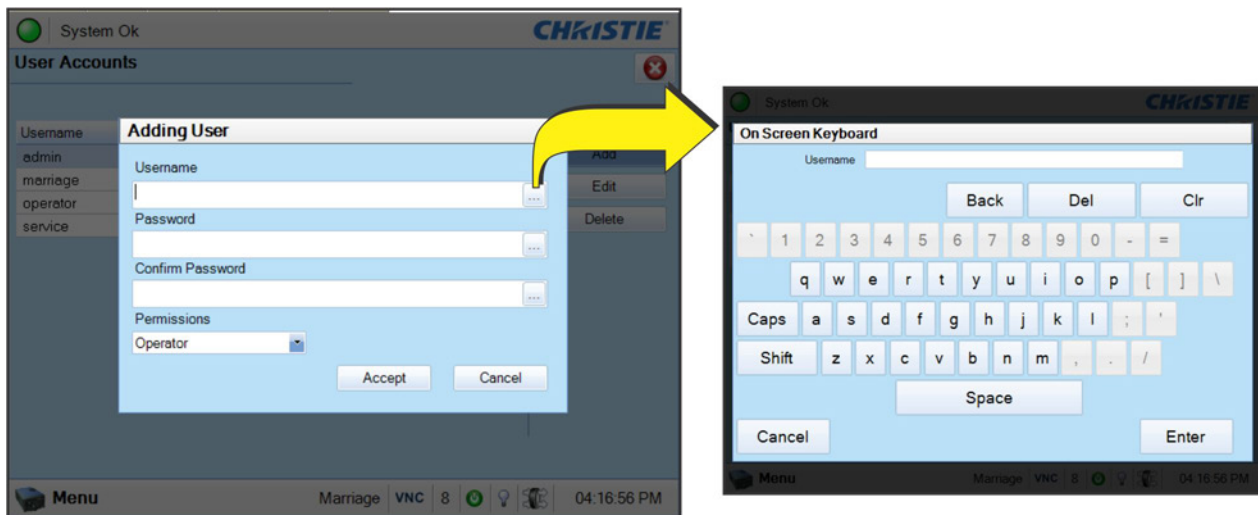 System Ok
CHRISTIE
User Accounts
Username
admin
marriage
operator
service
Add
Edit
Delete
Adding User
Username
...
Password
...
Confirm Password
...
Permissions
Operator
Accept
Cancel
Menu
Marriage VNC 8 04:16:56 PM
System Ok
CHRISTIE
On Screen Keyboard
Username
Back Del Clr
` 1 2 3 4 5 6 7 8 9 0 - =
q w e r t y u i o p [ ] \
Caps a s d f g h j k l ; '
Shift z x c v b n m , . /
Space
Cancel Enter
Menu
Marriage VNC 8 04:16:56 PM